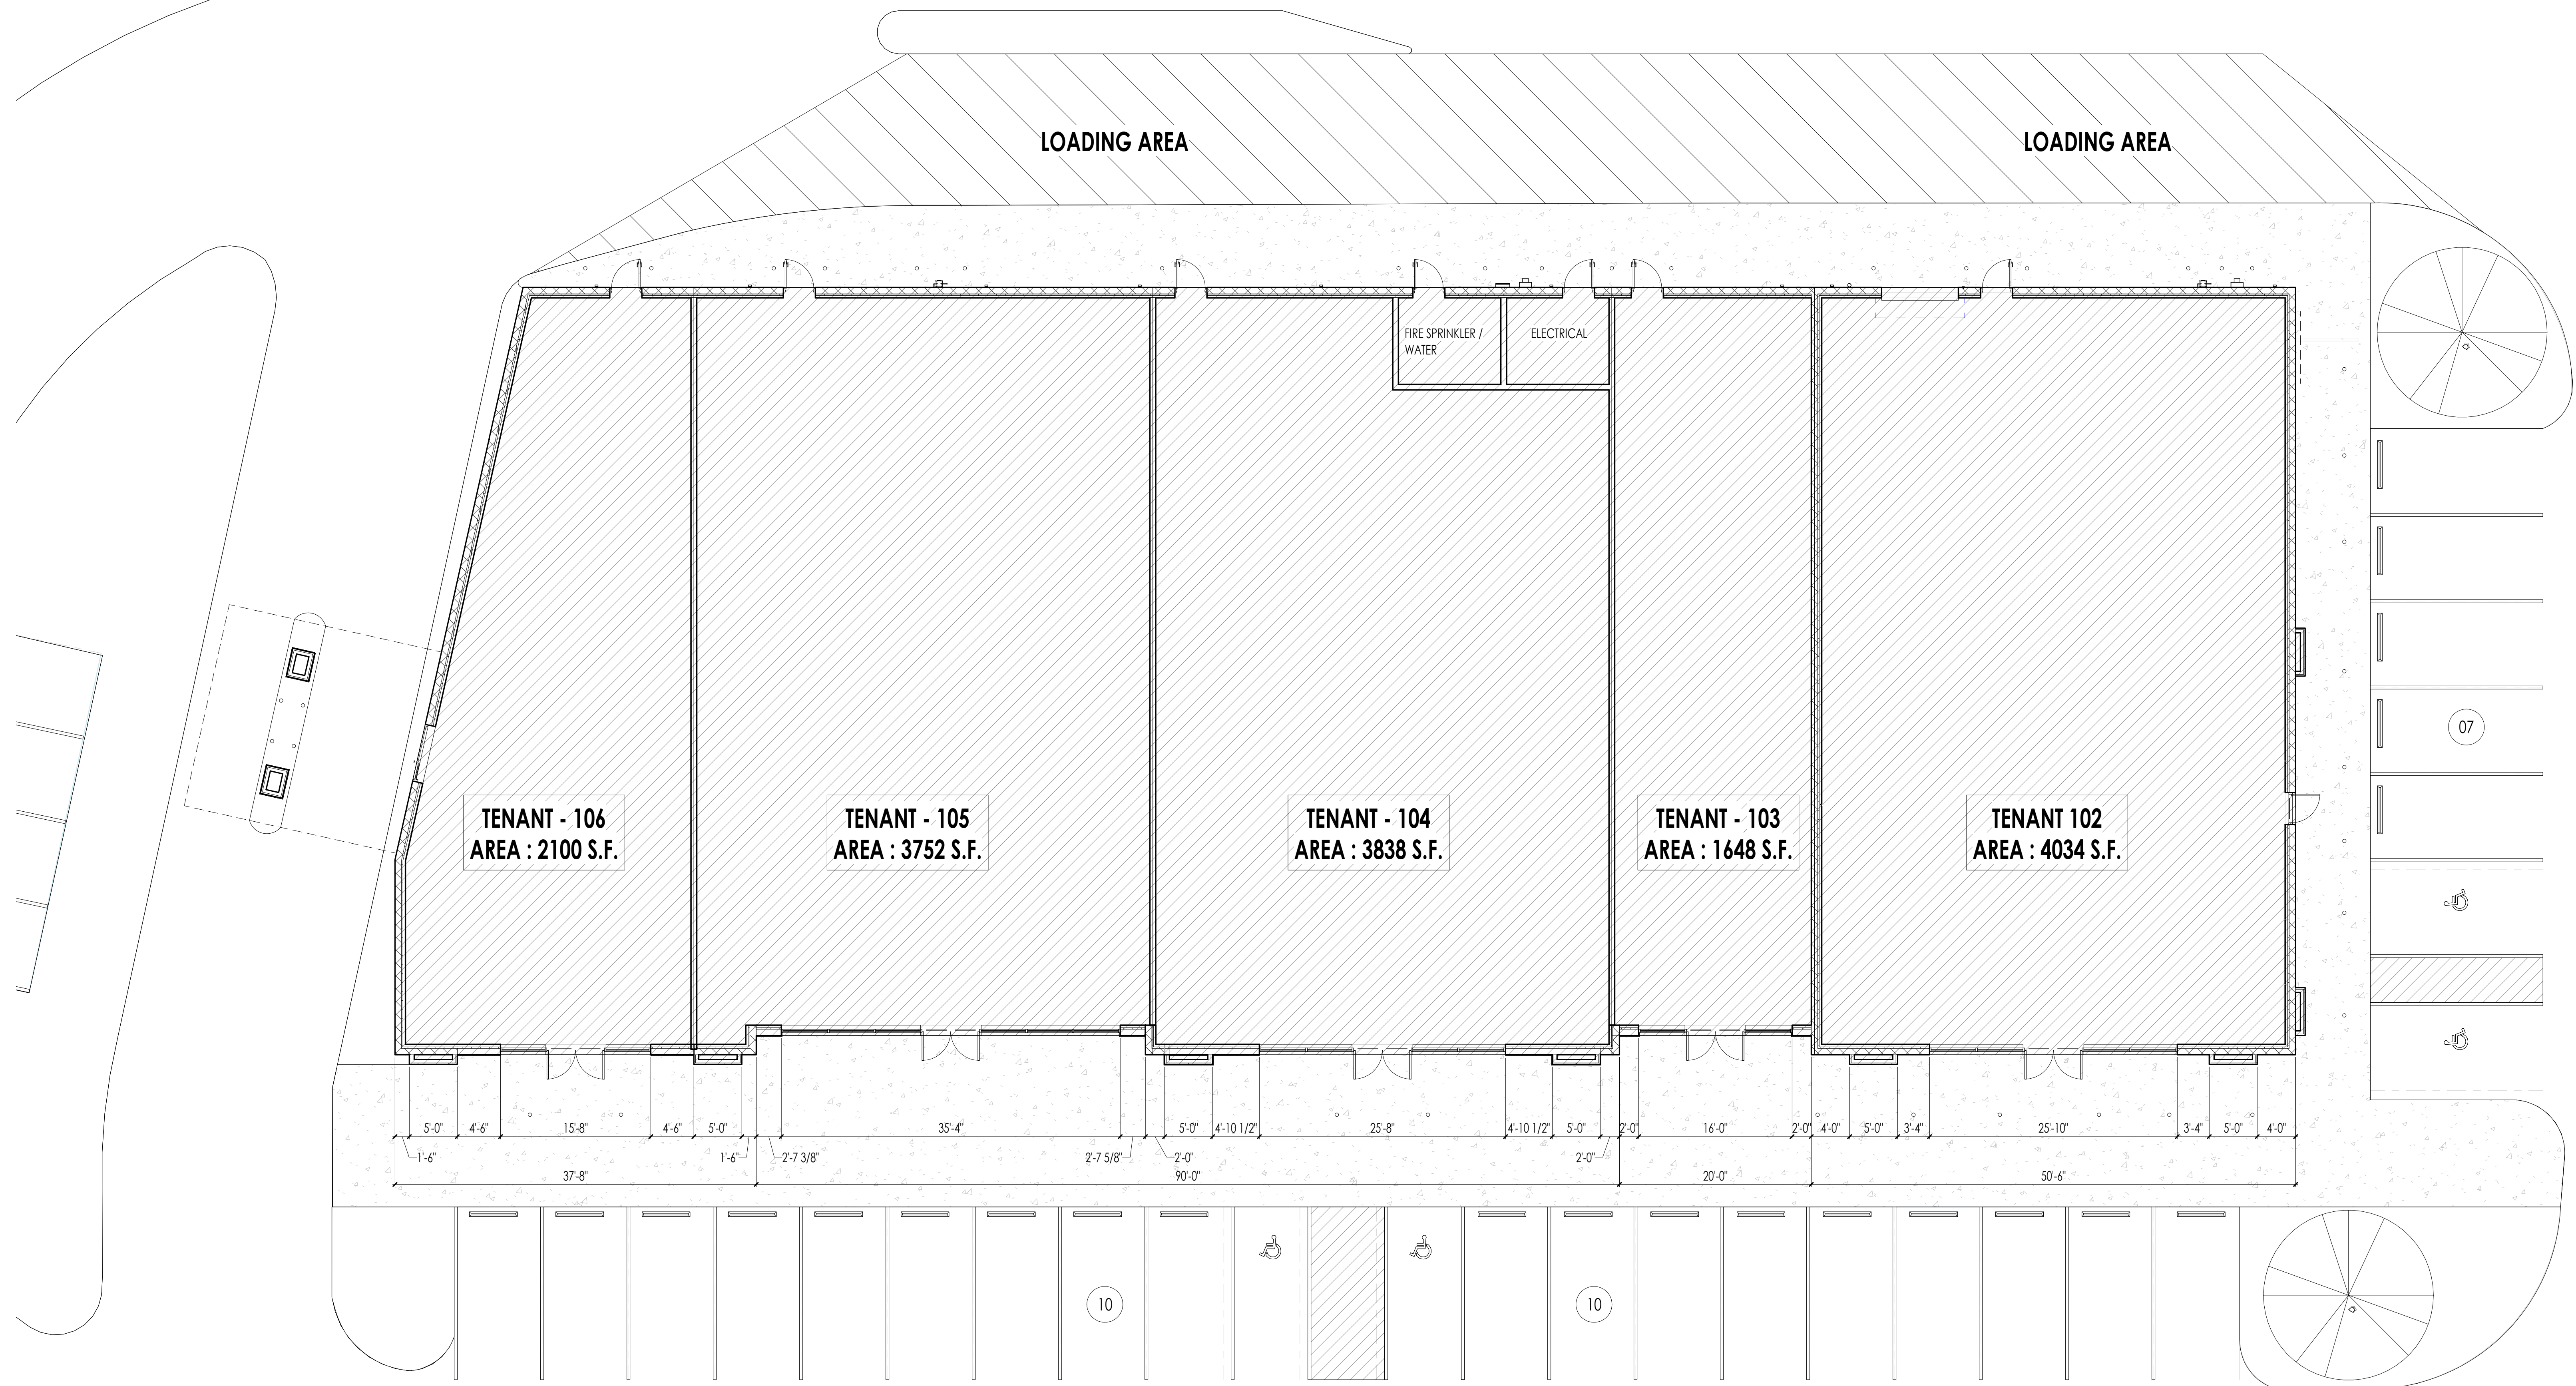 LOADING AREA
LOADING AREA
FIRE SPRINKLER /
WATER
ELECTRICAL
07
TENANT - 106
AREA : 2100 S.F.
TENANT - 105
AREA : 3752 S.F.
TENANT - 104
AREA : 3838 S.F.
TENANT - 103
AREA : 1648 S.F.
TENANT 102
AREA : 4034 S.F.
5'-0" 4'-6" 15'-8" 4'-6" 5'-0" 35'-4" 5'-0" 4'-10 1/2" 25'-8" 4'-10 1/2" 5'-0" 2'-0" 16'-0" 2'-0" 4'-0" 5'-0" 3'-4" 25'-10" 3'-4" 5'-0" 4'-0"
1'-6" 1'-6" 2'-7 3/8" 2'-7 5/8" 2'-0" 2'-0"
37'-8" 90'-0" 20'-0" 50'-6"
10
10